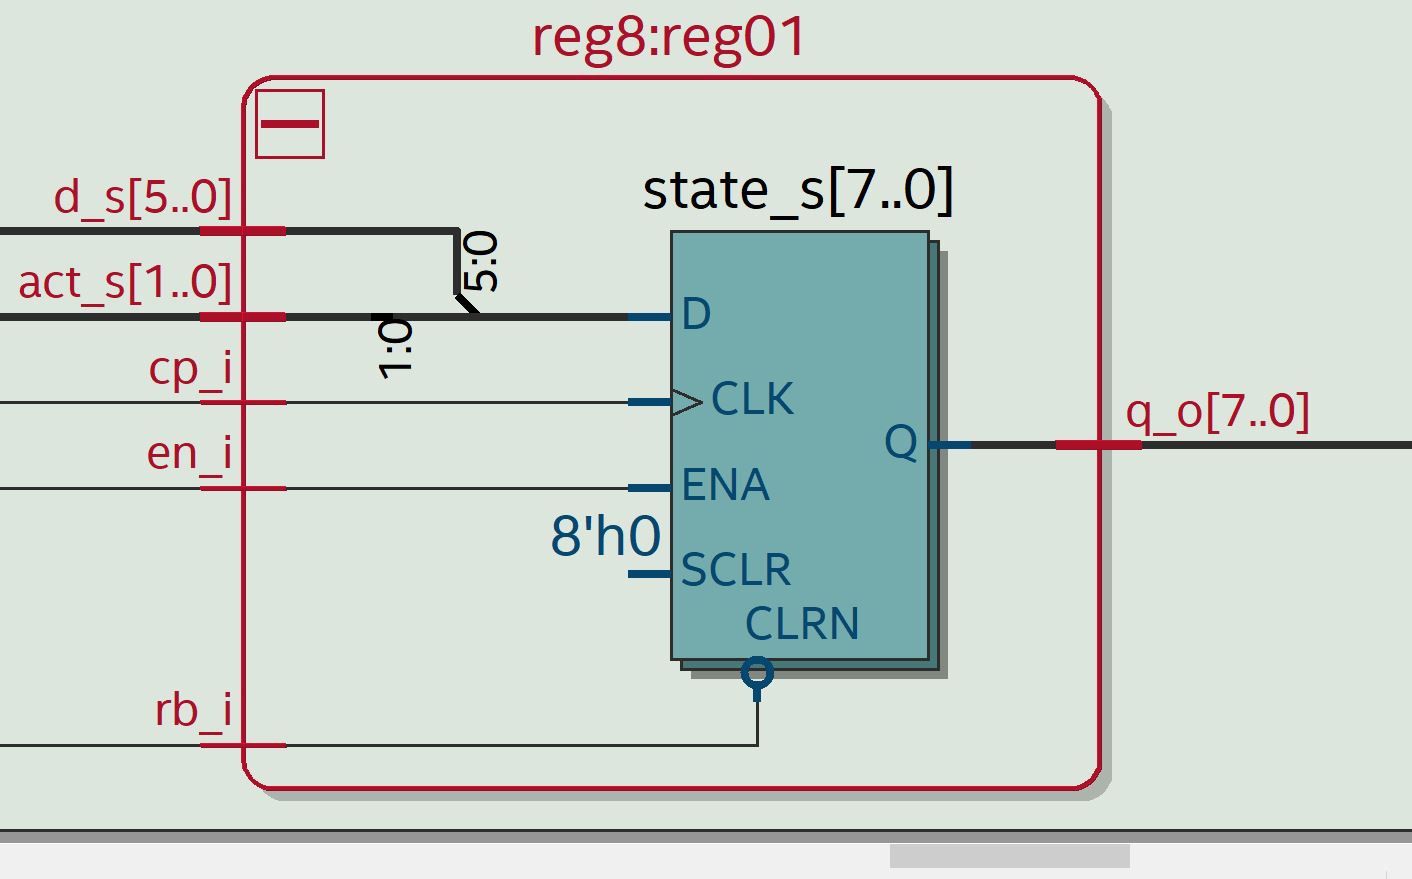 reg8:reg01
d_s[5..0]
state_s[7..0]
5:0
act_s[1..0]
1:0
D
cp_i
CLK
q_o[7..0]
Q
en_i
ENA
8'h0
SCLR
CLRN
rb_i